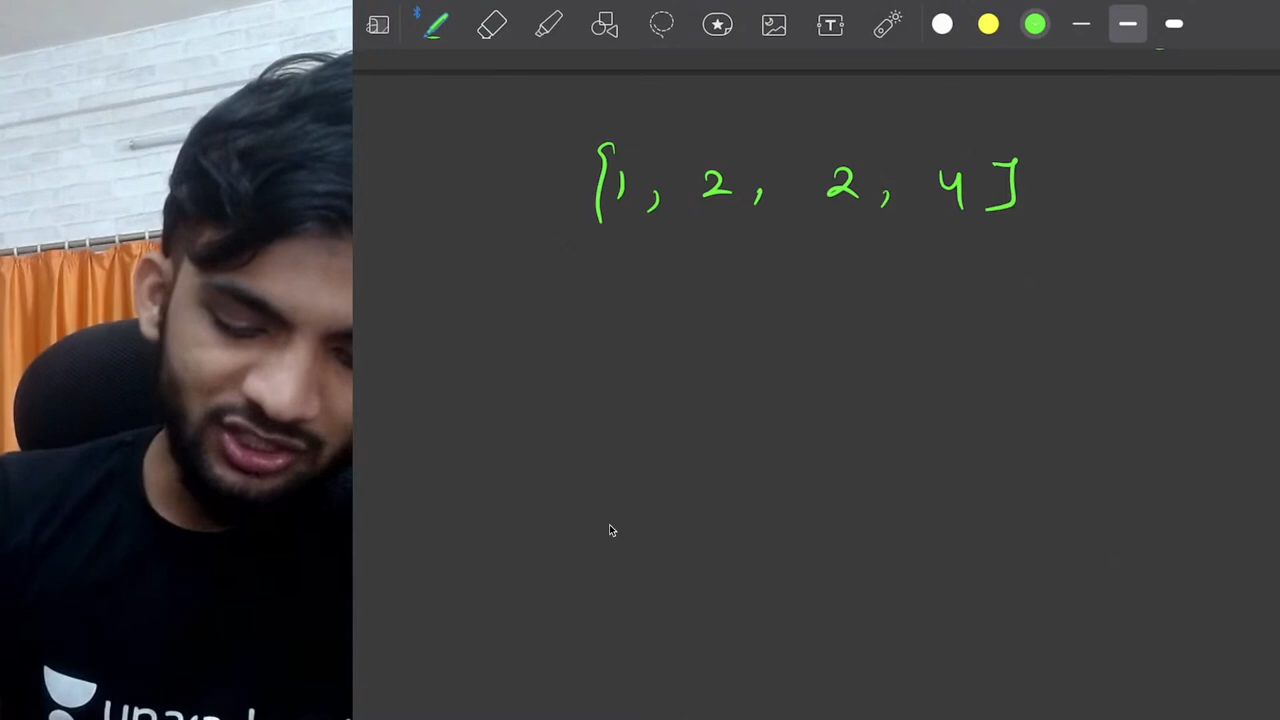 [1, 2, 2, 4]